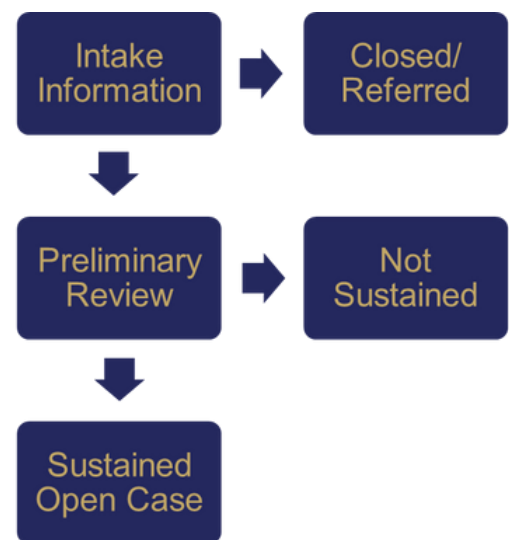 Intake
Information
Closed/
Referred
Preliminary
Review
Not
Sustained
Sustained
Open Case